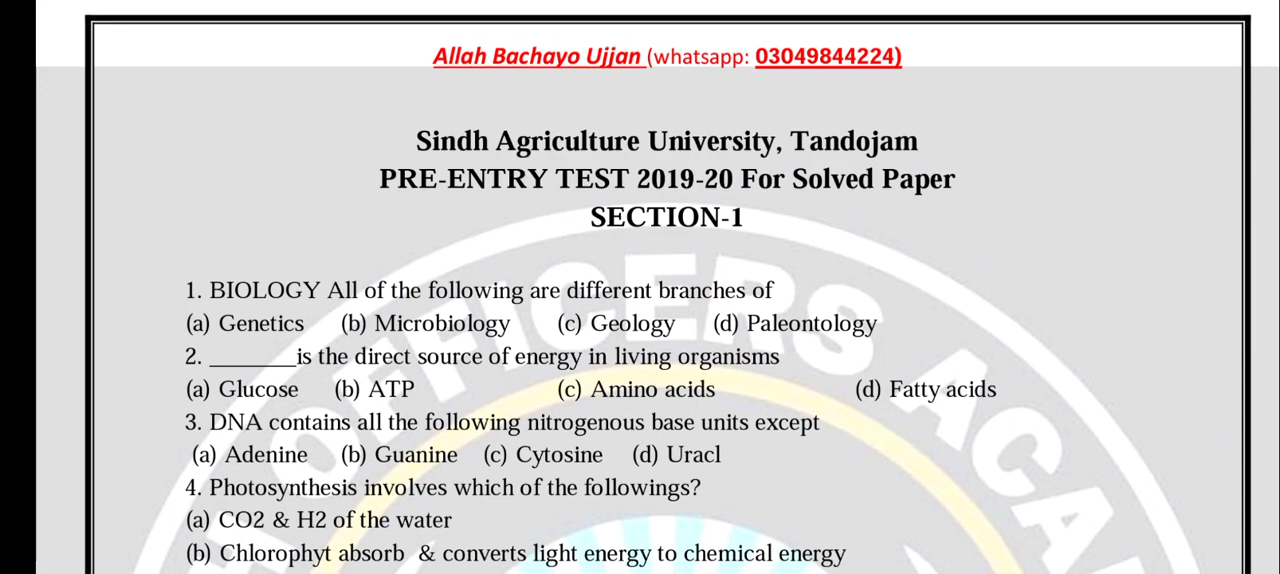 Allah Bachayo Ujjan (whatsapp: 03049844224)
Sindh Agriculture University, Tandojam
PRE-ENTRY TEST 2019-20 For Solved Paper
SECTION-1
1. BIOLOGY All of the following are different branches of
(a) Genetics (b) Microbiology (c) Geology (d) Paleontology
2. ________is the direct source of energy in living organisms
(a) Glucose (b) ATP (c) Amino acids (d) Fatty acids
3. DNA contains all the following nitrogenous base units except
(a) Adenine (b) Guanine (c) Cytosine (d) Uracl
4. Photosynthesis involves which of the followings?
(a) CO2 & H2 of the water
(b) Chlorophyt absorb & converts light energy to chemical energy
OFFICERS ACA